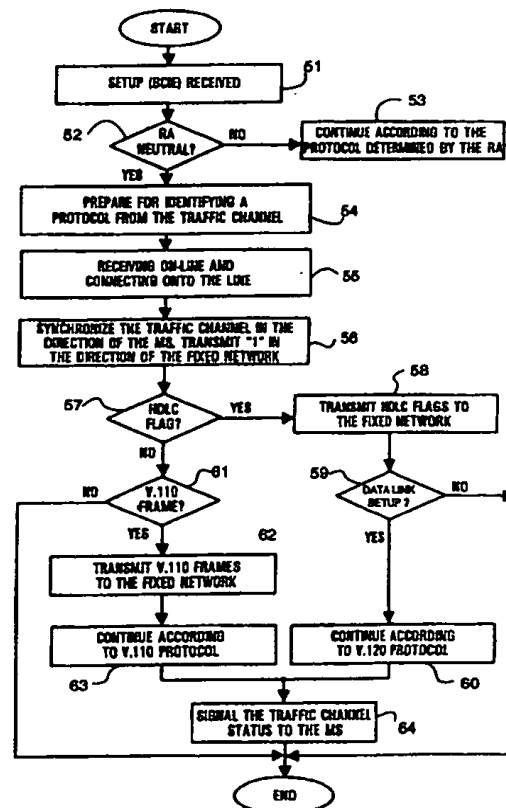 START
SETUP (BCIE) RECEIVED
51
52
RA
NEUTRAL?
NO
53
CONTINUE ACCORDING TO THE
PROTOCOL DETERMINED BY THE RA
YES
PREPARE FOR IDENTIFYING A
PROTOCOL FROM THE TRAFFIC CHANNEL
54
RECEIVING ON-LINE AND
CONNECTING ONTO THE LINE
55
SYNCHRONIZE THE TRAFFIC CHANNEL IN THE
DIRECTION OF THE MS. TRANSMIT "1" IN
THE DIRECTION OF THE FIXED NETWORK
56
57
HDLC
FLAG?
YES
58
TRANSMIT HDLC FLAGS TO
THE FIXED NETWORK
NO
61
NO
V.110
FRAME?
59
DATA LINK
SETUP?
NO
YES
62
YES
TRANSMIT V.110 FRAMES
TO THE FIXED NETWORK
CONTINUE ACCORDING
TO V.110 PROTOCOL
63
CONTINUE ACCORDING
TO V.120 PROTOCOL
60
SIGNAL THE TRAFFIC CHANNEL
STATUS TO THE MS
64
END